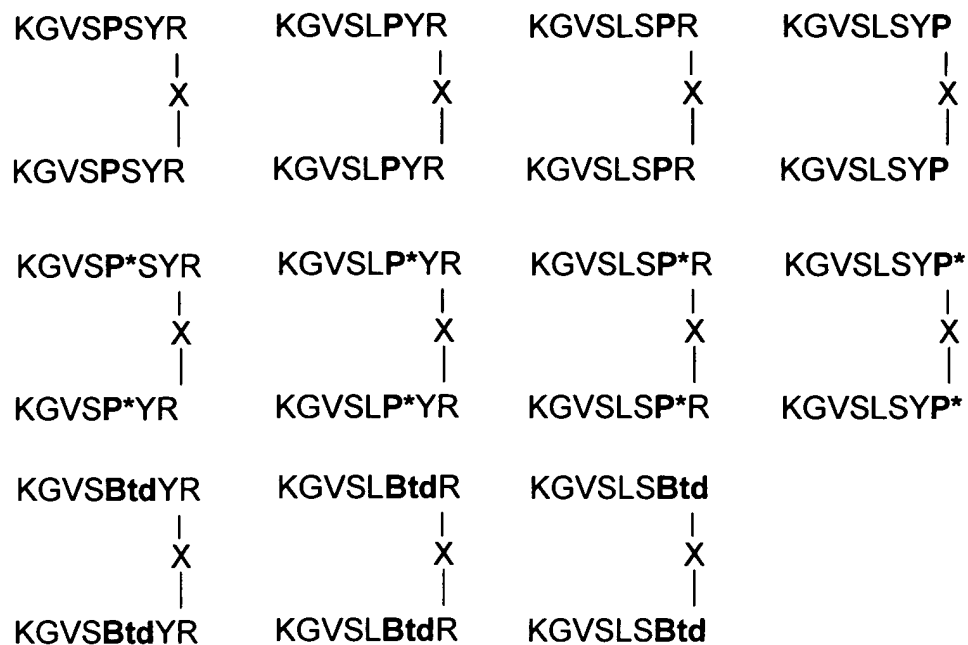 KGVSPSYR KGVSLPYR KGVSLSPR KGVSLSYP
X X X X
KGVSPSYR KGVSLPYR KGVSLSPR KGVSLSYP
KGVSP*SYR KGVSLP*YR KGVSLSP*R KGVSLSYP*
X X X X
KGVSP*YR KGVSLP*YR KGVSLSP*R KGVSLSYP*
KGVSBtdYR KGVSLBtdR KGVSLSBtd
X X X
KGVSBtdYR KGVSLBtdR KGVSLSBtd